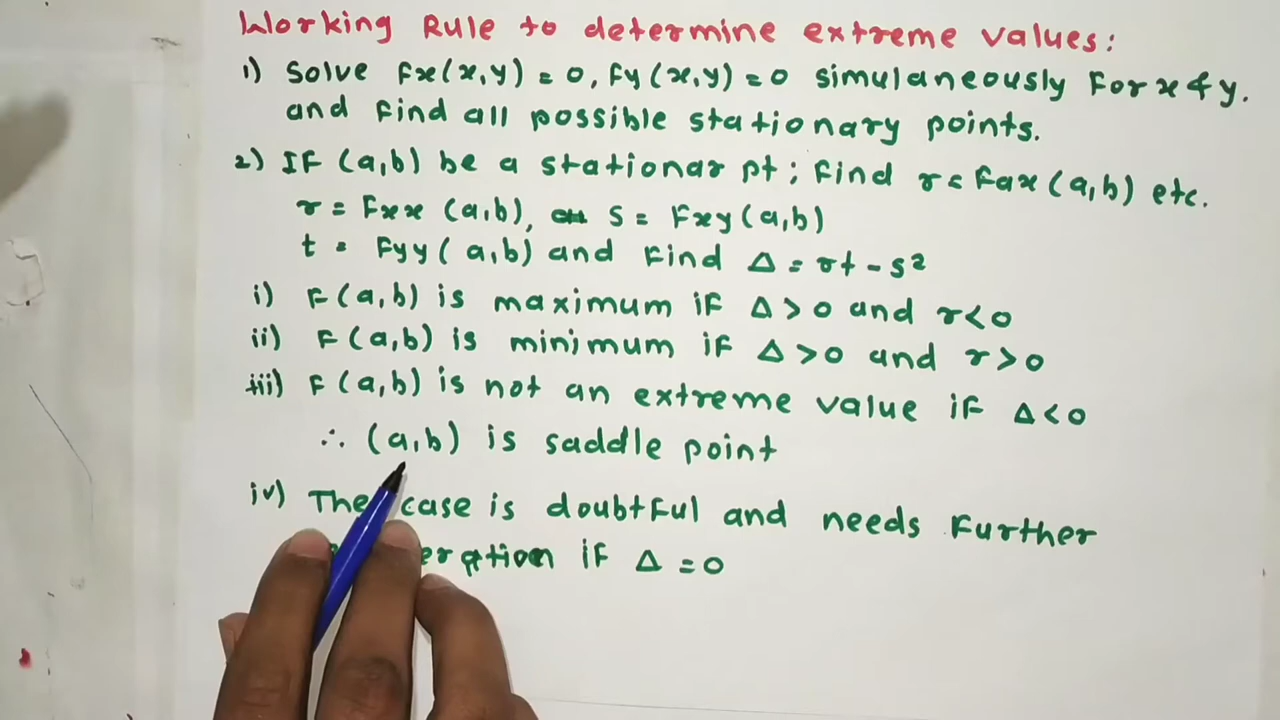 Working Rule to determine extreme values:
1) Solve Fx(x,y) = 0, Fy(x,y) = 0 simulaneously For x & y.
and find all possible stationary points.
2) IF (a,b) be a stationar pt; find r = Fax (a,b) etc.
r = Fxx (a,b), S = Fxy(a,b)
t = Fyy (a,b) and find Δ = rt - s²
i) F(a,b) is maximum if Δ > 0 and r < 0
ii) F(a,b) is minimum if Δ > 0 and r > 0
iii) F(a,b) is not an extreme value if Δ < 0
∴ (a,b) is saddle point
iv) The case is doubtful and needs Further
eration if Δ = 0